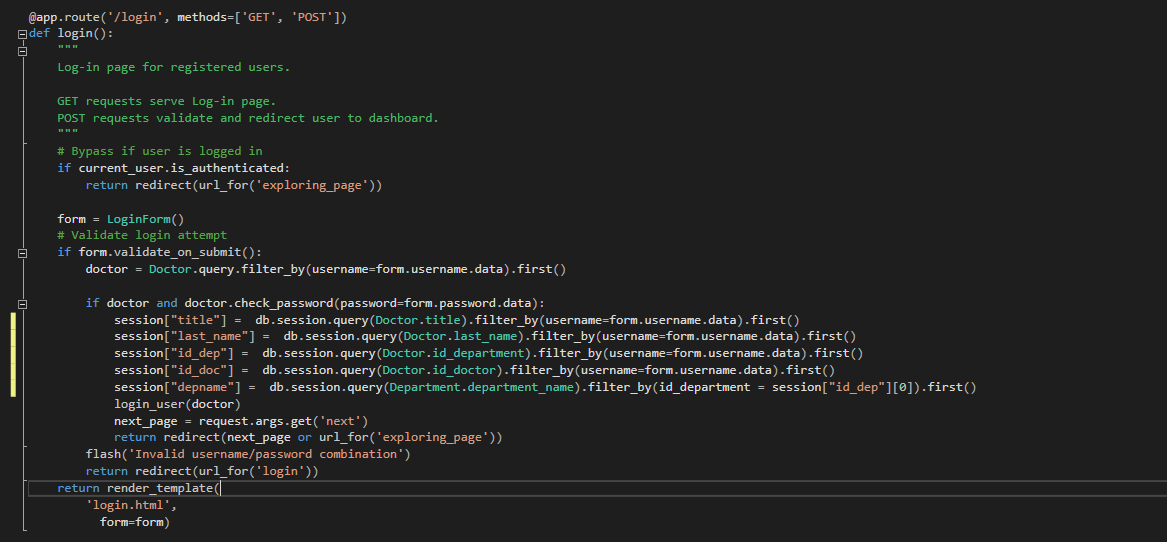 @app.route('/login', methods=['GET', 'POST'])
def login():
    """
    Log-in page for registered users.

    GET requests serve Log-in page.
    POST requests validate and redirect user to dashboard.
    """
    # Bypass if user is logged in
    if current_user.is_authenticated:
        return redirect(url_for('exploring_page'))

    form = LoginForm()
    # Validate login attempt
    if form.validate_on_submit():
        doctor = Doctor.query.filter_by(username=form.username.data).first()

        if doctor and doctor.check_password(password=form.password.data):
            session["title"] =  db.session.query(Doctor.title).filter_by(username=form.username.data).first()
            session["last_name"] =  db.session.query(Doctor.last_name).filter_by(username=form.username.data).first()
            session["id_dep"] =  db.session.query(Doctor.id_department).filter_by(username=form.username.data).first()
            session["id_doc"] =  db.session.query(Doctor.id_doctor).filter_by(username=form.username.data).first()
            session["depname"] =  db.session.query(Department.department_name).filter_by(id_department = session["id_dep"][0]).first()
            login_user(doctor)
            next_page = request.args.get('next')
            return redirect(next_page or url_for('exploring_page'))
        flash('Invalid username/password combination')
        return redirect(url_for('login'))
    return render_template(
        'login.html',
          form=form)